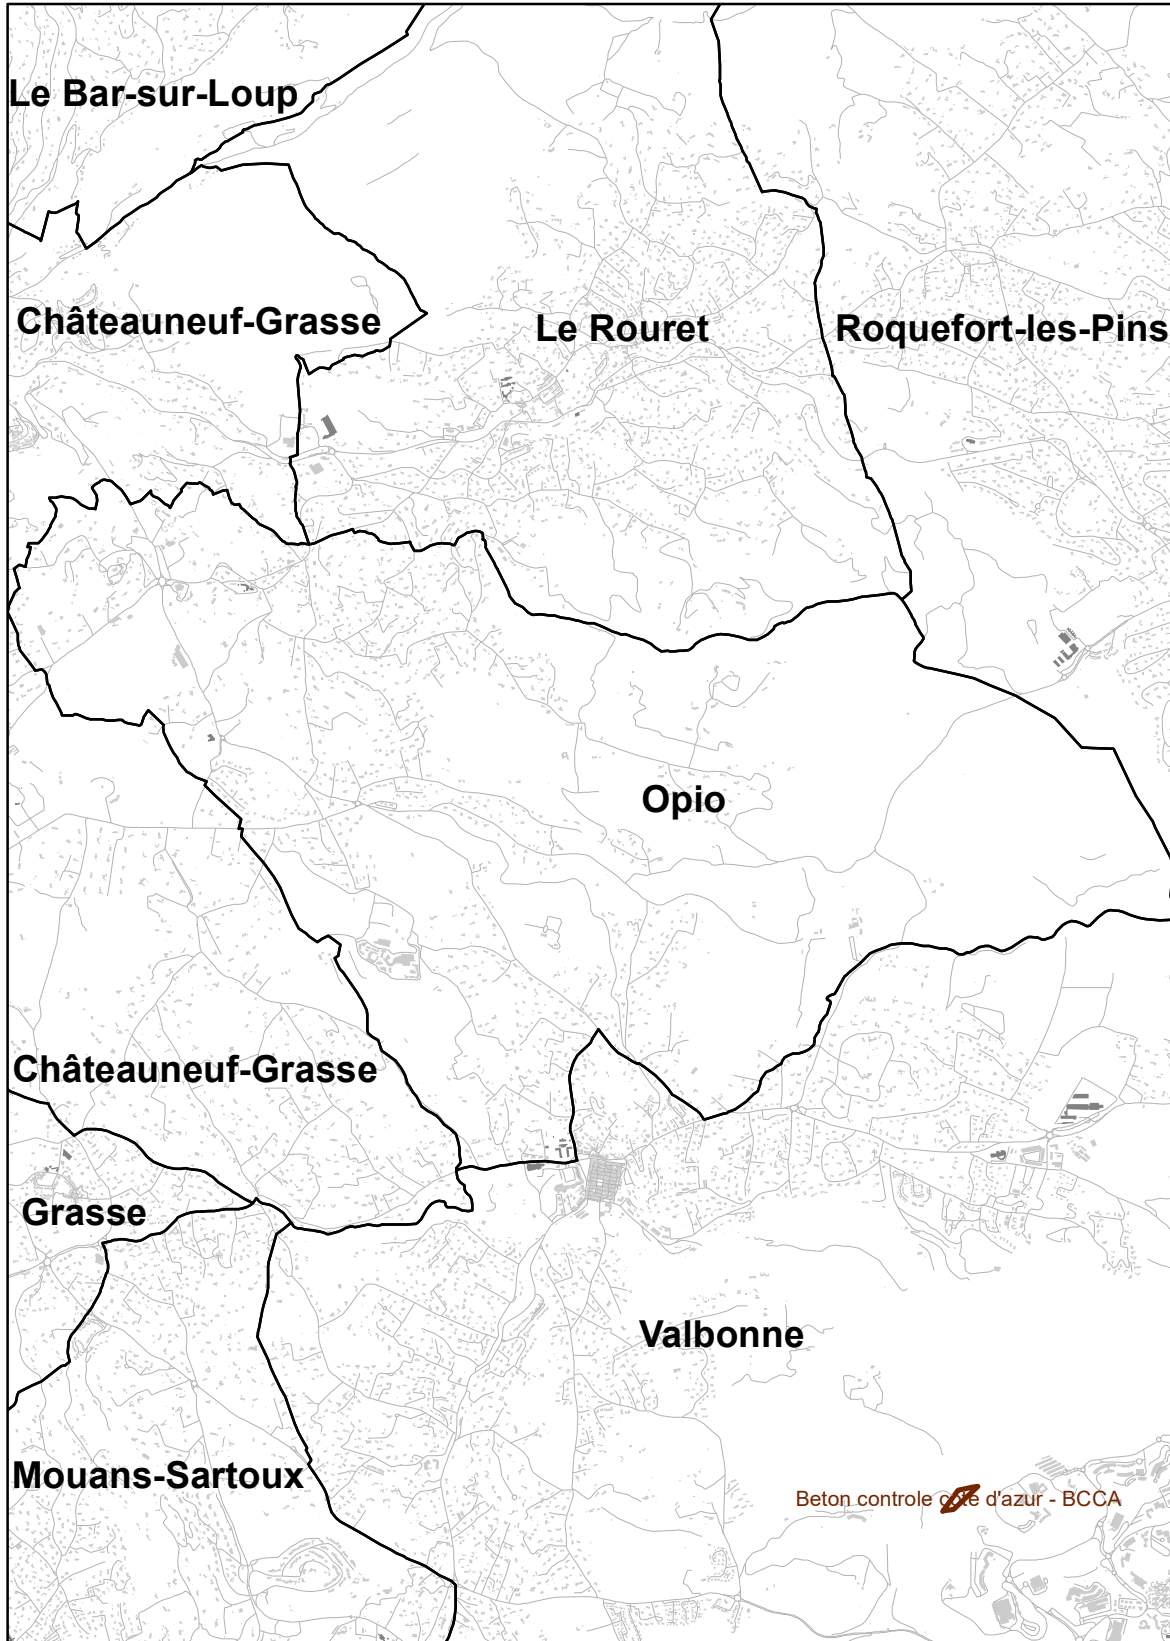 Le Bar-sur-Loup
Châteauneuf-Grasse
Le Rouret
Roquefort-les-Pins
Opio
Châteauneuf-Grasse
Grasse
Valbonne
Mouans-Sartoux
Beton controle cote d'azur - BCCA